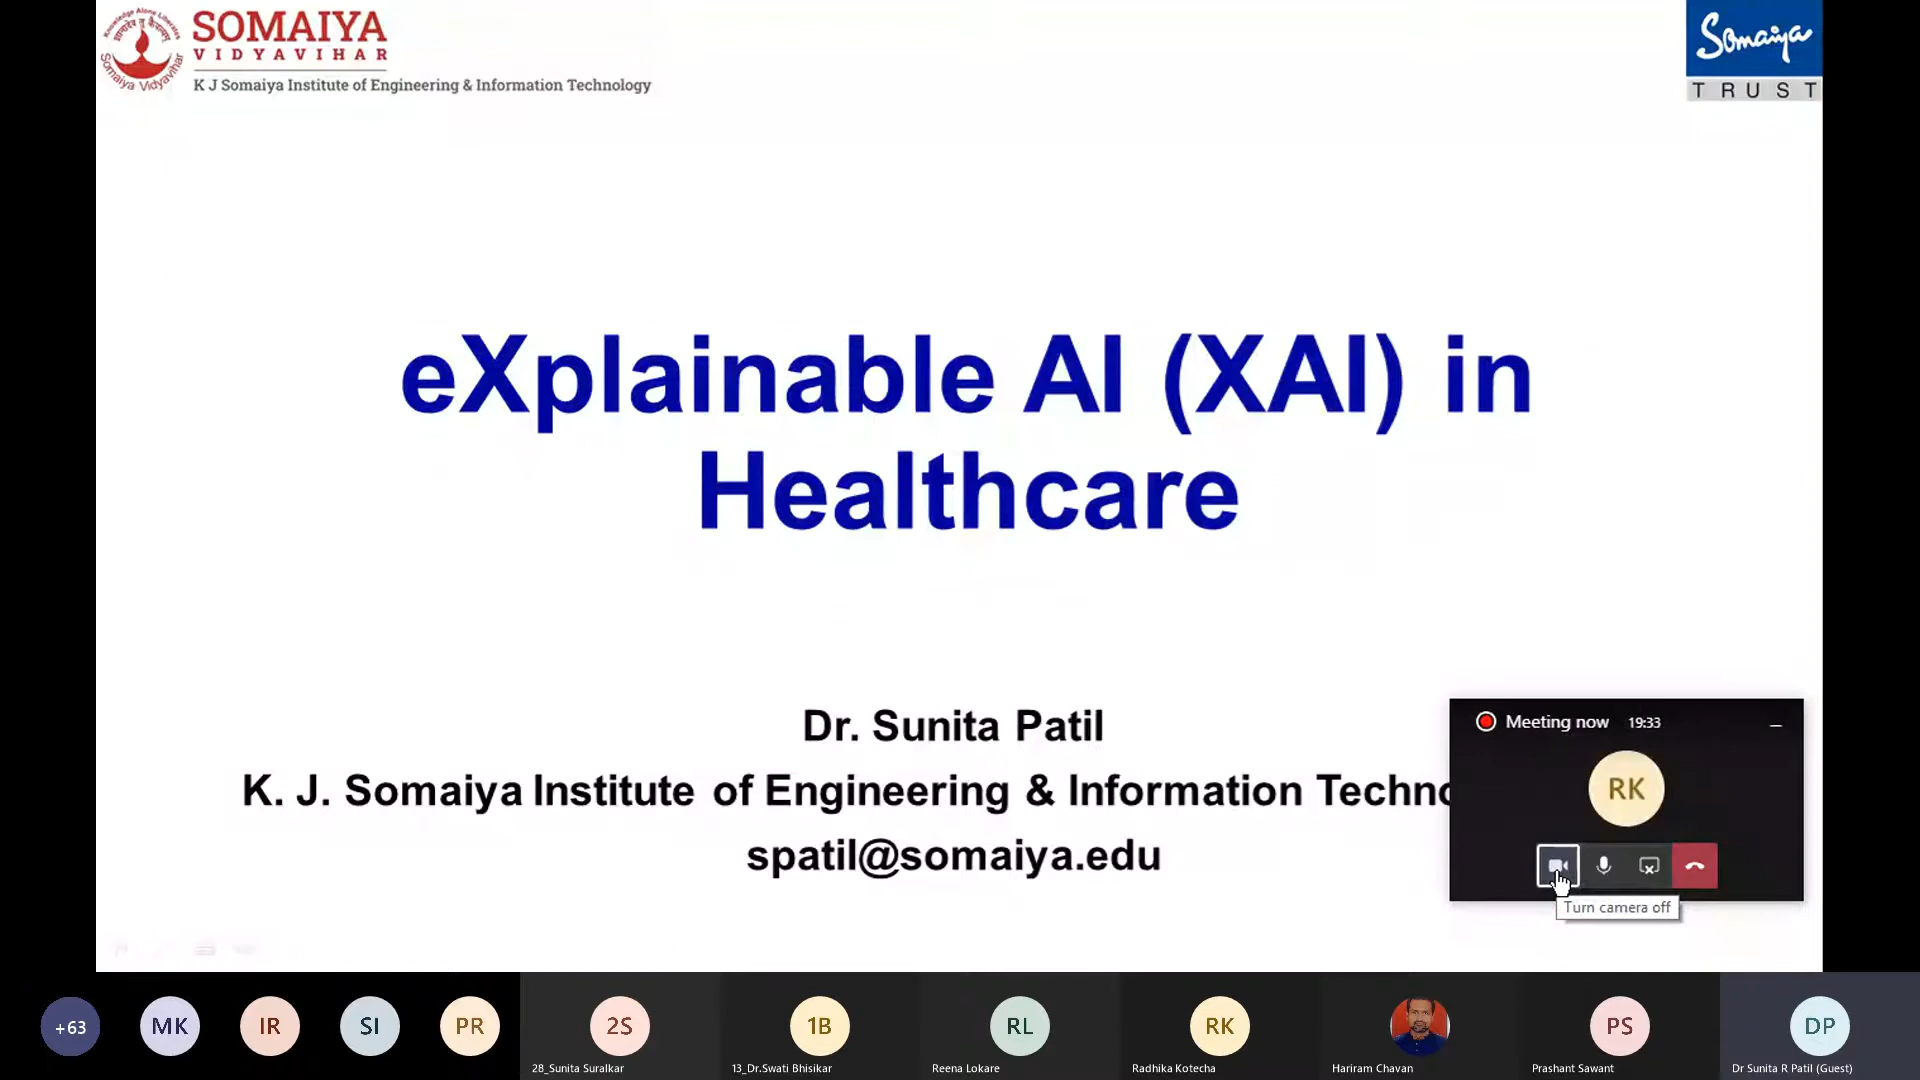 SOMAIYA
VIDYAVIHAR
K J Somaiya Institute of Engineering & Information Technology
Somaiya
TRUST
eXplainable AI (XAI) in
Healthcare
Dr. Sunita Patil
K. J. Somaiya Institute of Engineering & Information Techno
spatil@somaiya.edu
Meeting now 19:33
RK
Turn camera off
+63
MK
IR
SI
PR
2S
28_Sunita Suralkar
1B
13_Dr.Swati Bhisikar
RL
Reena Lokare
RK
Radhika Kotecha
Hariram Chavan
PS
Prashant Sawant
DP
Dr Sunita R Patil (Guest)